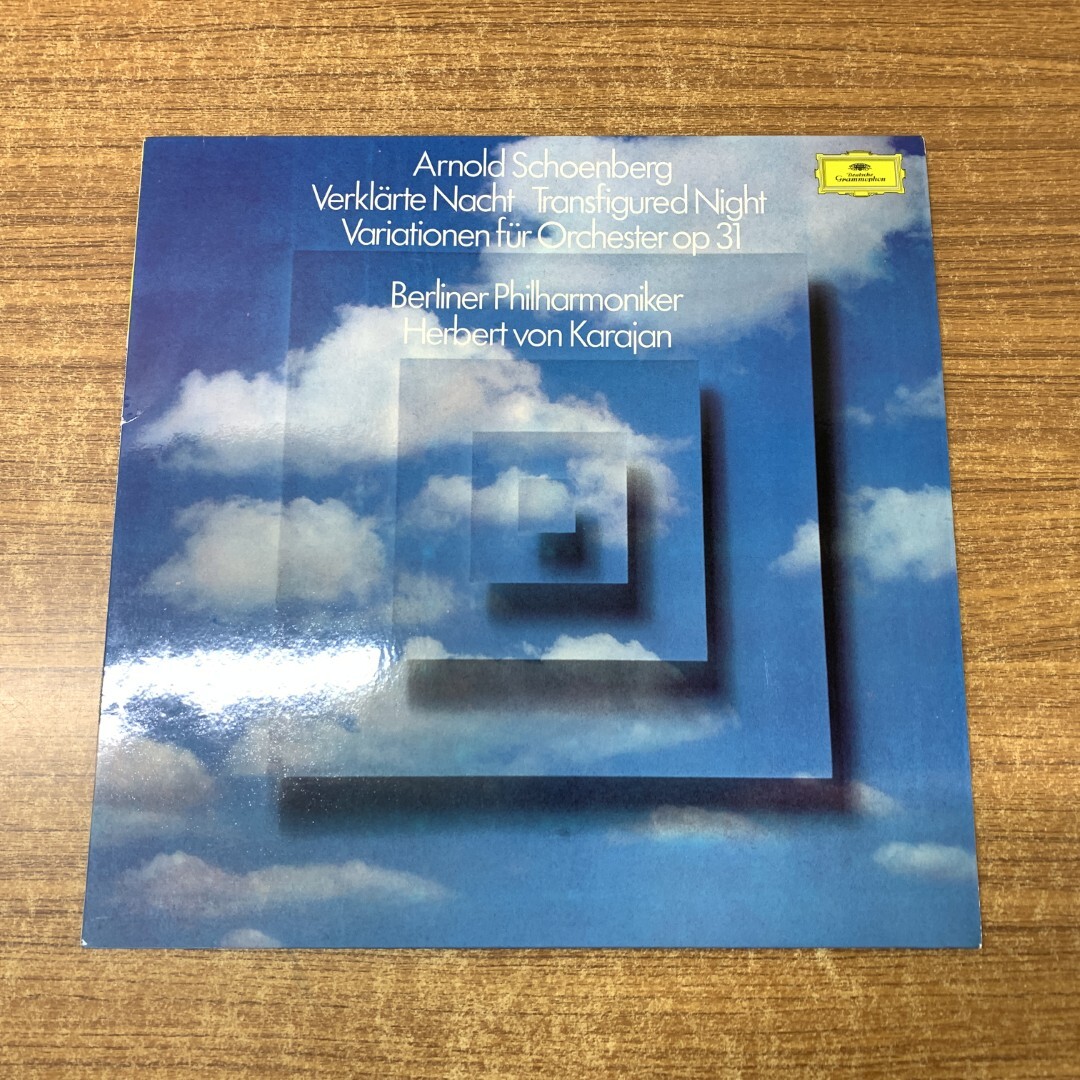 Arnold Schoenberg
Verklärte Nacht Transfigured Night
Variationen für Orchester op 31
Berliner Philharmoniker
Herbert von Karajan
Deutsche
Grammophon